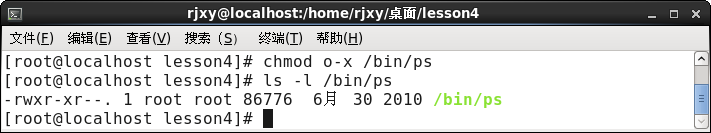 rjxy@localhost:/home/rjxy/桌面/lesson4
文件(F) 编辑(E) 查看(V) 搜索 (S) 终端(T) 帮助(H)
[root@localhost lesson4]# chmod o-x /bin/ps
[root@localhost lesson4]# ls -l /bin/ps
-rwxr-xr--. 1 root root 86776  6月  30 2010 /bin/ps
[root@localhost lesson4]#